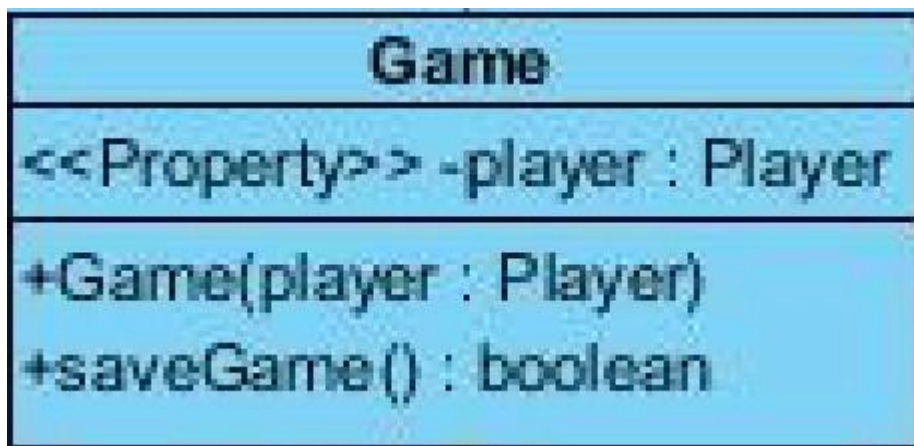 Game
<<Property>> -player : Player
+Game(player : Player)
+saveGame() : boolean